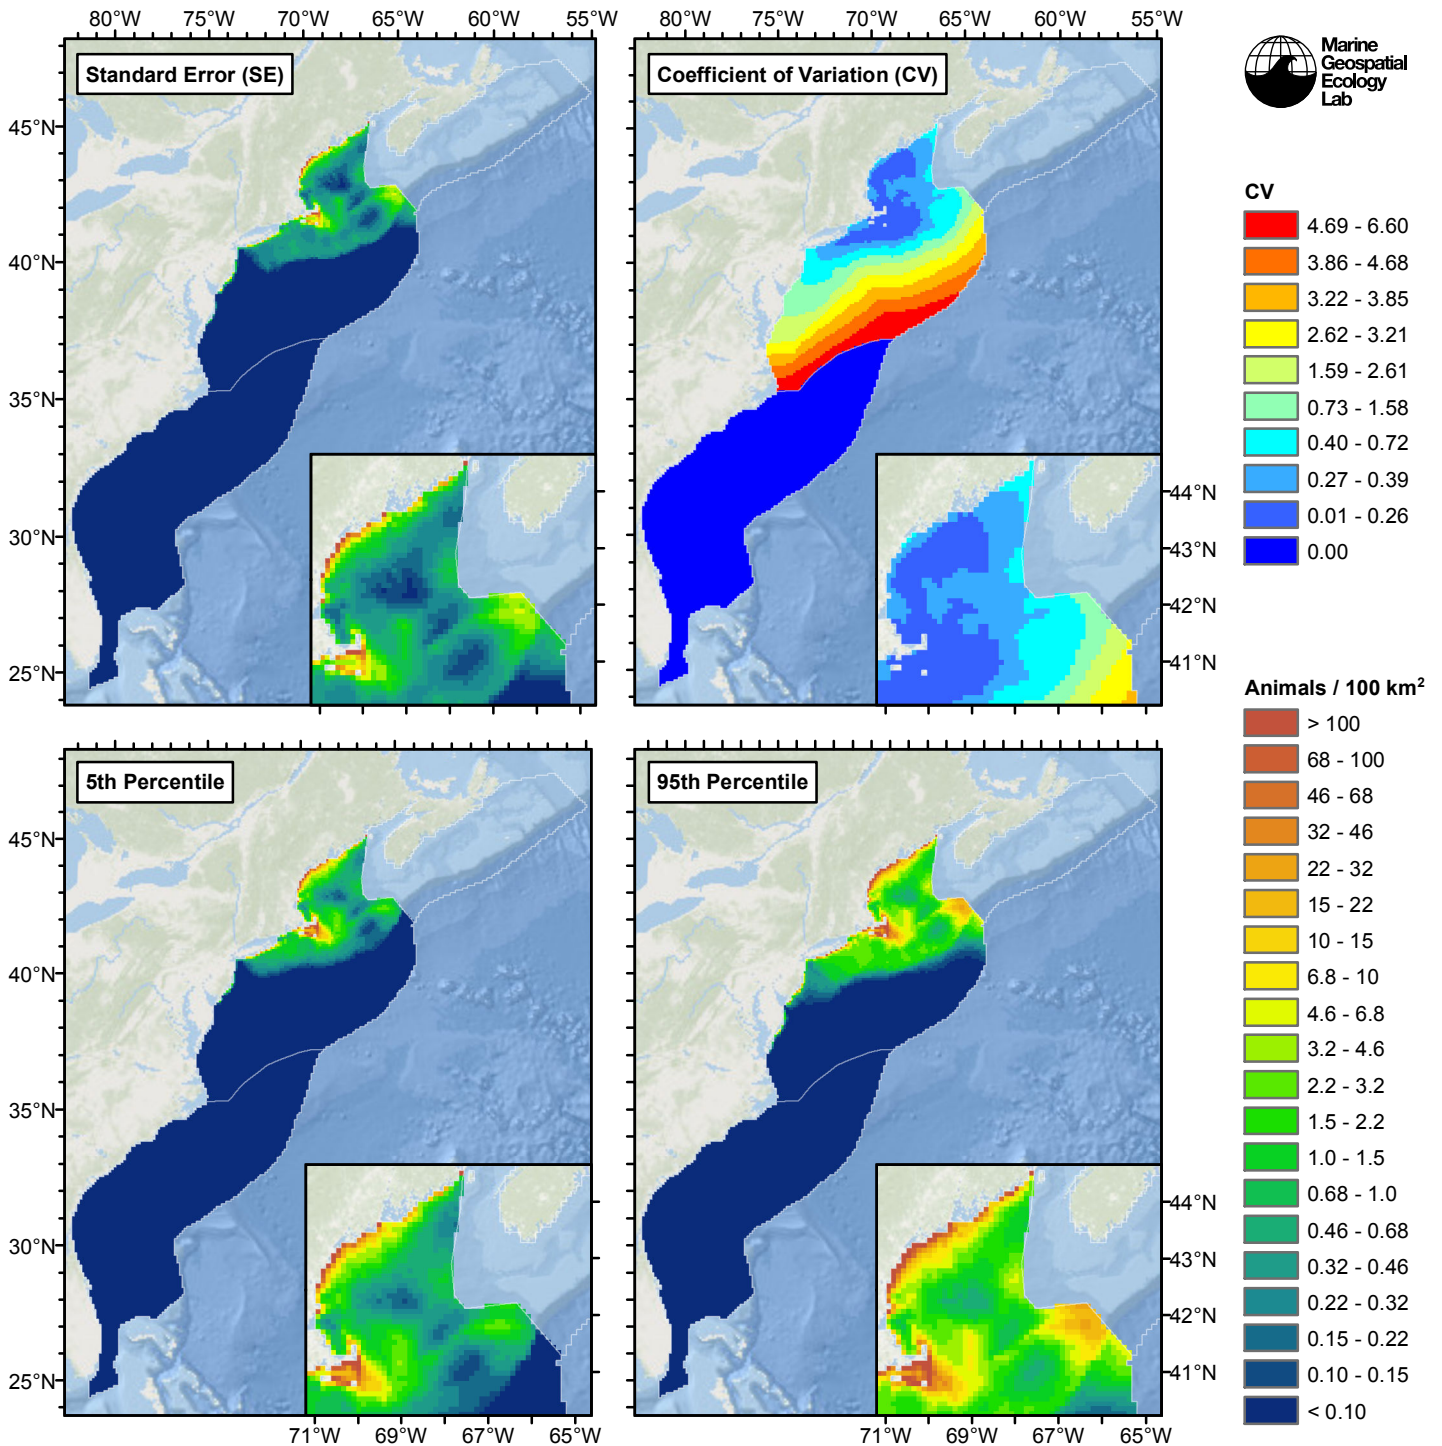 80°W 75°W 70°W 65°W 60°W 55°W
80°W 75°W 70°W 65°W 60°W 55°W
Standard Error (SE)
Coefficient of Variation (CV)
Marine
Geospatial
Ecology
Lab
45°N
40°N
35°N
30°N
25°N
44°N
43°N
42°N
41°N
CV
4.69 - 6.60
3.86 - 4.68
3.22 - 3.85
2.62 - 3.21
1.59 - 2.61
0.73 - 1.58
0.40 - 0.72
0.27 - 0.39
0.01 - 0.26
0.00
5th Percentile
95th Percentile
45°N
40°N
35°N
30°N
25°N
44°N
43°N
42°N
41°N
71°W 69°W 67°W 65°W
71°W 69°W 67°W 65°W
Animals / 100 km²
> 100
68 - 100
46 - 68
32 - 46
22 - 32
15 - 22
10 - 15
6.8 - 10
4.6 - 6.8
3.2 - 4.6
2.2 - 3.2
1.5 - 2.2
1.0 - 1.5
0.68 - 1.0
0.46 - 0.68
0.32 - 0.46
0.22 - 0.32
0.15 - 0.22
0.10 - 0.15
< 0.10